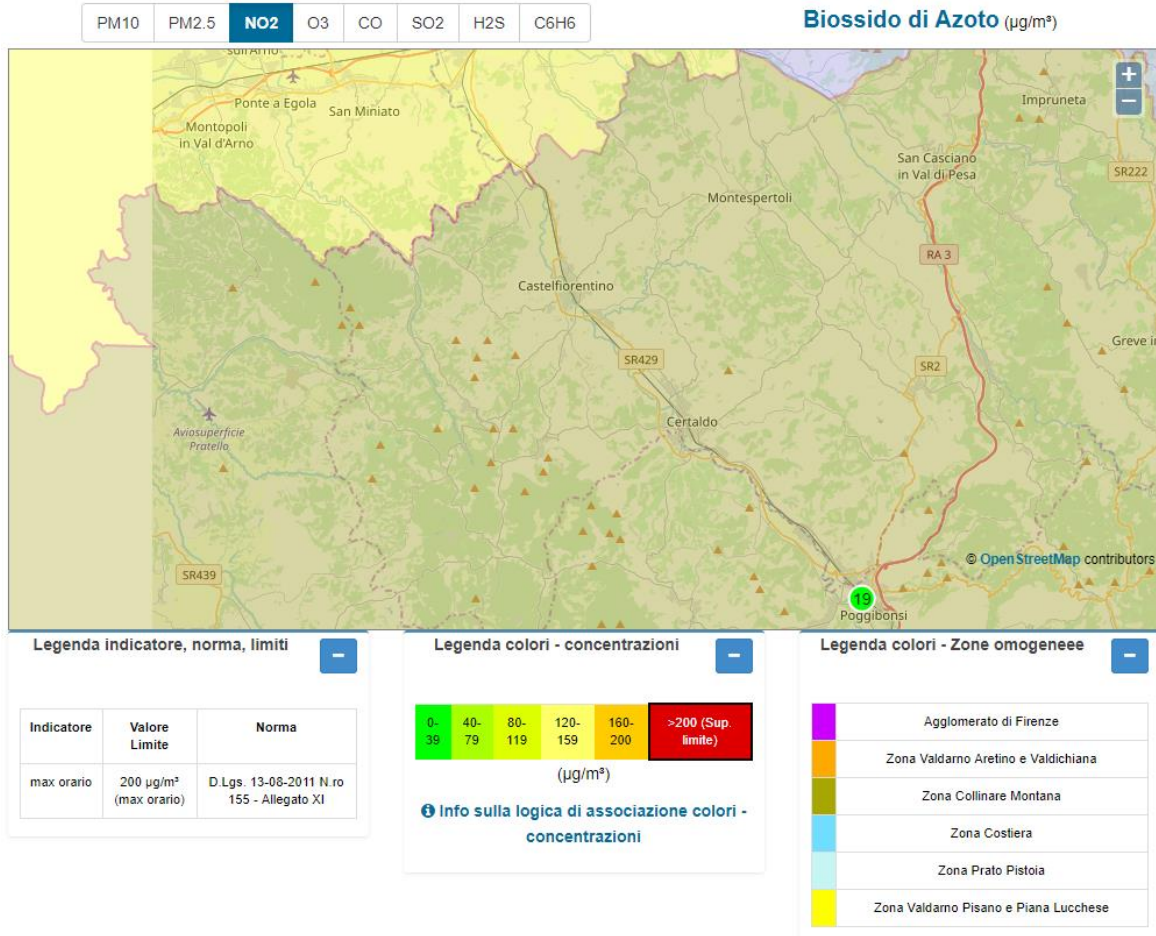 PM10 PM2.5 NO2 O3 CO SO2 H2S C6H6
Biossido di Azoto (µg/m³)
sull'Arno
Ponte a Egola
San Miniato
Montopoli
in Val d'Arno
+
−
Impruneta
San Casciano
in Val di Pesa
SR222
Montespertoli
RA 3
Castelfiorentino
Greve in
SR429
SR2
Certaldo
Aviosuperficie
Pratella
© OpenStreetMap contributors
SR439
19
Poggibonsi
Legenda indicatore, norma, limiti
−
Indicatore Valore Limite Norma
max orario 200 µg/m³ (max orario) D.Lgs. 13-08-2011 N.ro 155 - Allegato XI
Legenda colori - concentrazioni
−
0-39 40-79 80-119 120-159 160-200 >200 (Sup. limite)
(µg/m³)
Info sulla logica di associazione colori -
concentrazioni
Legenda colori - Zone omogeneee
−
Agglomerato di Firenze
Zona Valdarno Aretino e Valdichiana
Zona Collinare Montana
Zona Costiera
Zona Prato Pistoia
Zona Valdarno Pisano e Piana Lucchese